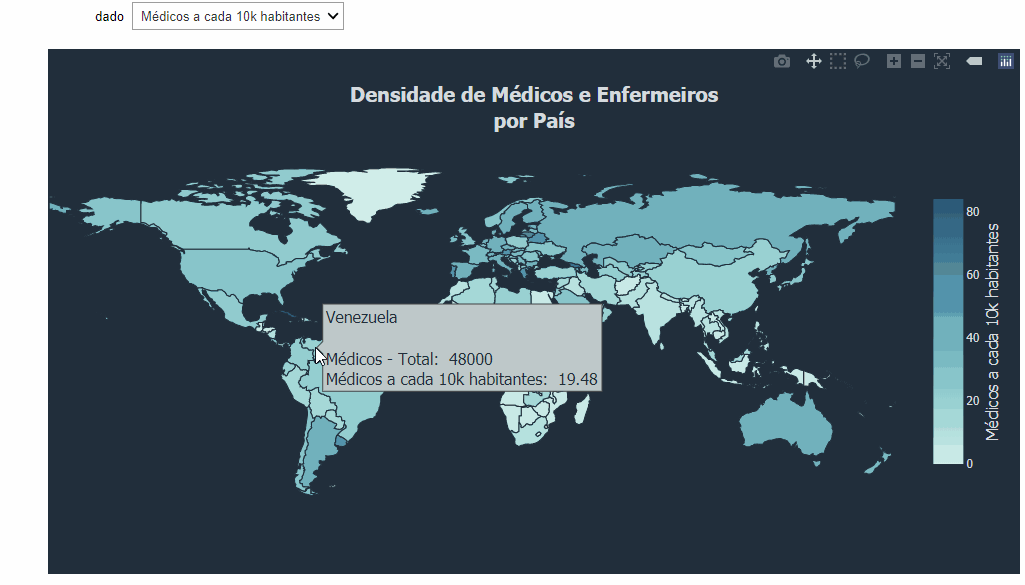 dado
Médicos a cada 10k habitantes
Densidade de Médicos e Enfermeiros
por País
Venezuela
Médicos - Total: 48000
Médicos a cada 10k habitantes: 19.48
80
60
40
20
0
Médicos a cada 10k habitantes